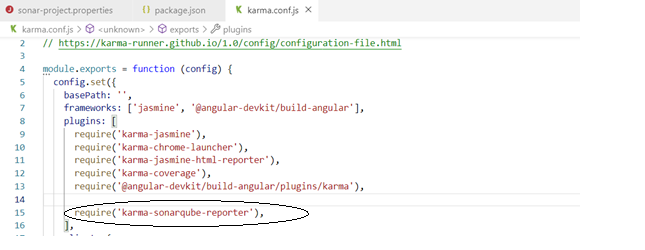 sonar-project.properties package.json karma.conf.js ×
karma.conf.js > <unknown> > exports > plugins
2 // https://karma-runner.github.io/1.0/config/configuration-file.html
3
4 module.exports = function (config) {
5 config.set({
6 basePath: '',
7 frameworks: ['jasmine', '@angular-devkit/build-angular'],
8 plugins: [
9 require('karma-jasmine'),
10 require('karma-chrome-launcher'),
11 require('karma-jasmine-html-reporter'),
12 require('karma-coverage'),
13 require('@angular-devkit/build-angular/plugins/karma'),
14
15 require('karma-sonarqube-reporter'),
16 ],